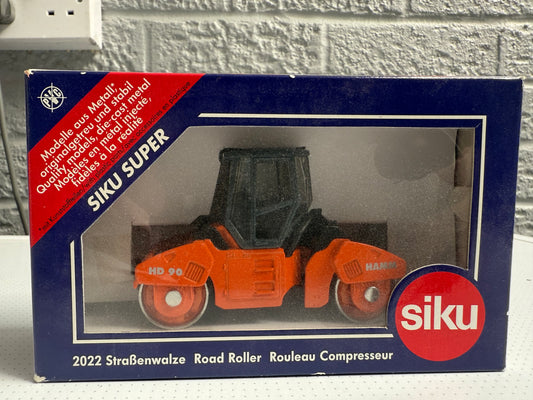 PVC
Modelle aus Metall*,
originalgetreu und stabil
Quality models, die-cast metal
Modèles en métal injecté,
fidèles à la réalité
SIKU SUPER
HD 90
HAMM
siku
2022 Straßenwalze Road Roller Rouleau Compresseur